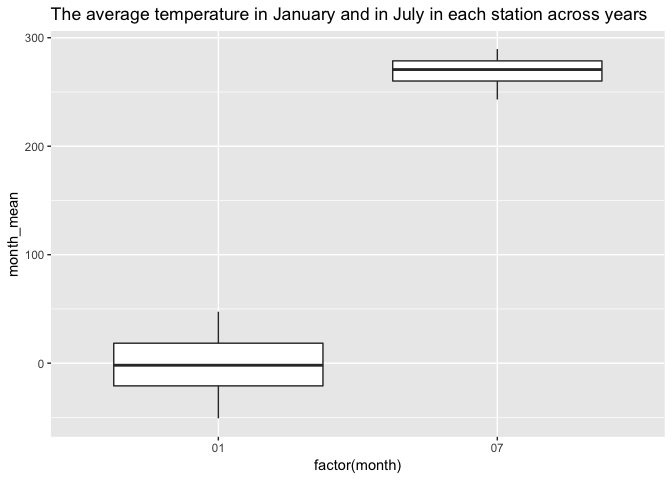 The average temperature in January and in July in each station across years
month_mean
300
200
100
0
01
07
factor(month)